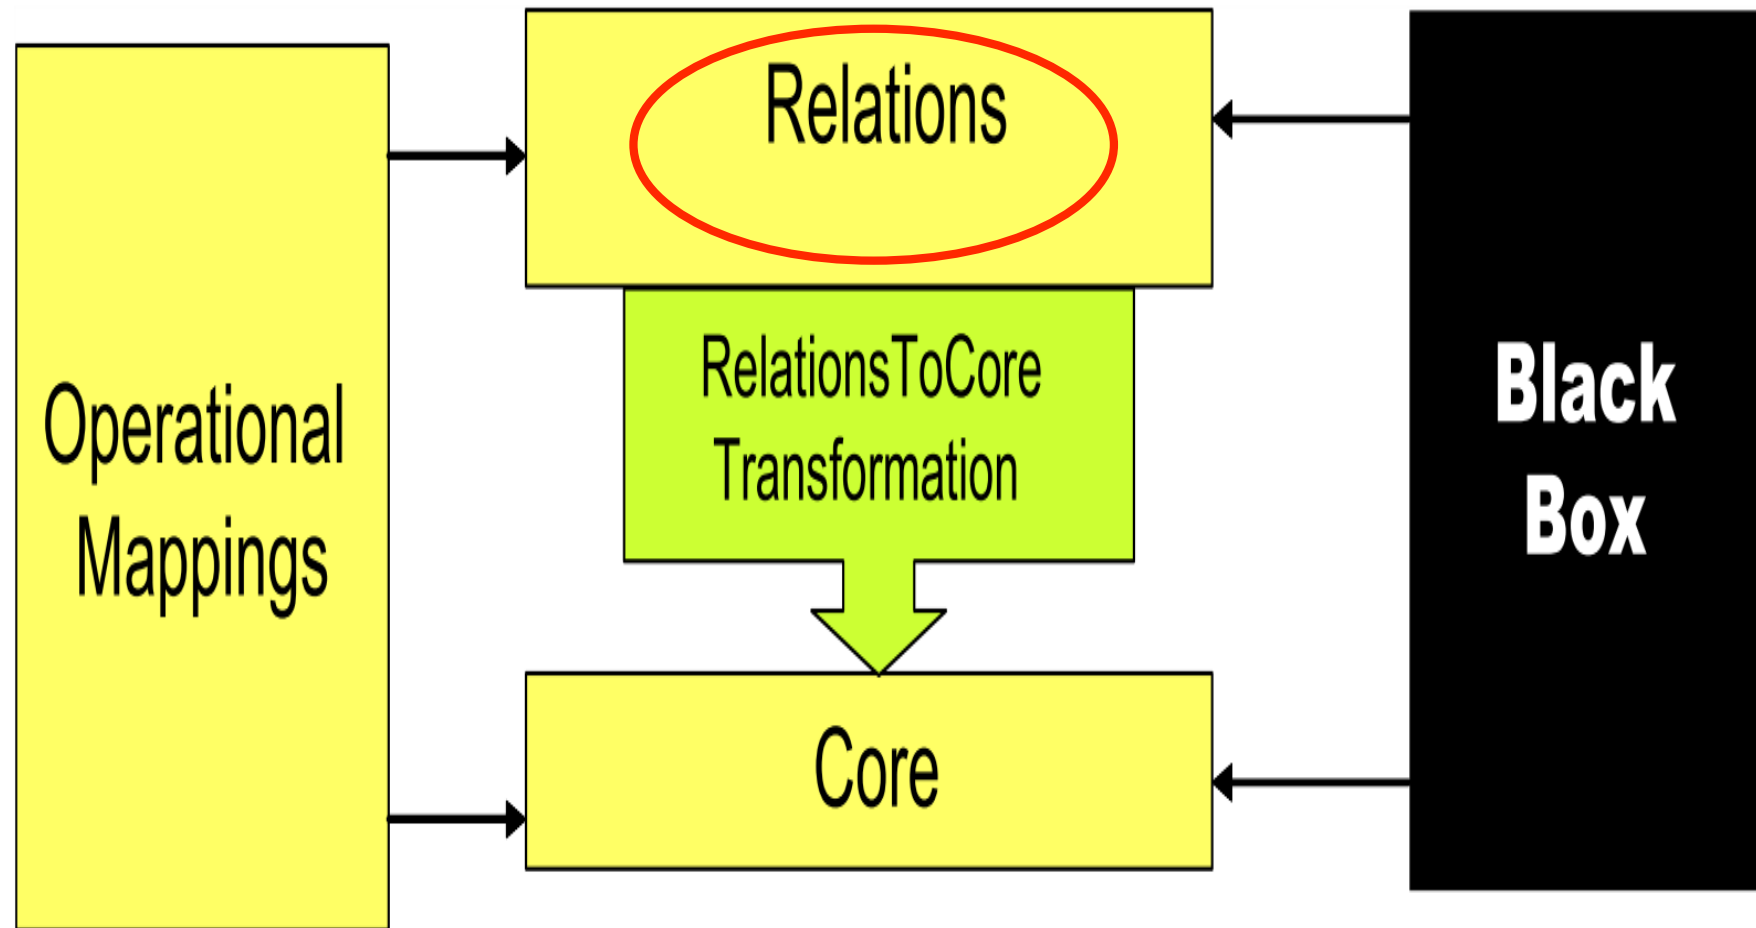 Relations
RelationsToCore
Transformation
Operational
Mappings
Black
Box
Core